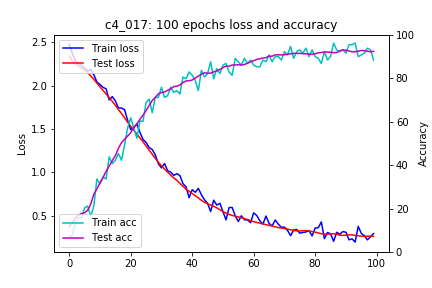 c4_017: 100 epochs loss and accuracy
Train loss
Test loss
Train acc
Test acc
Loss
2.5
2.0
1.5
1.0
0.5
Accuracy
100
80
60
40
20
0
0
20
40
60
80
100